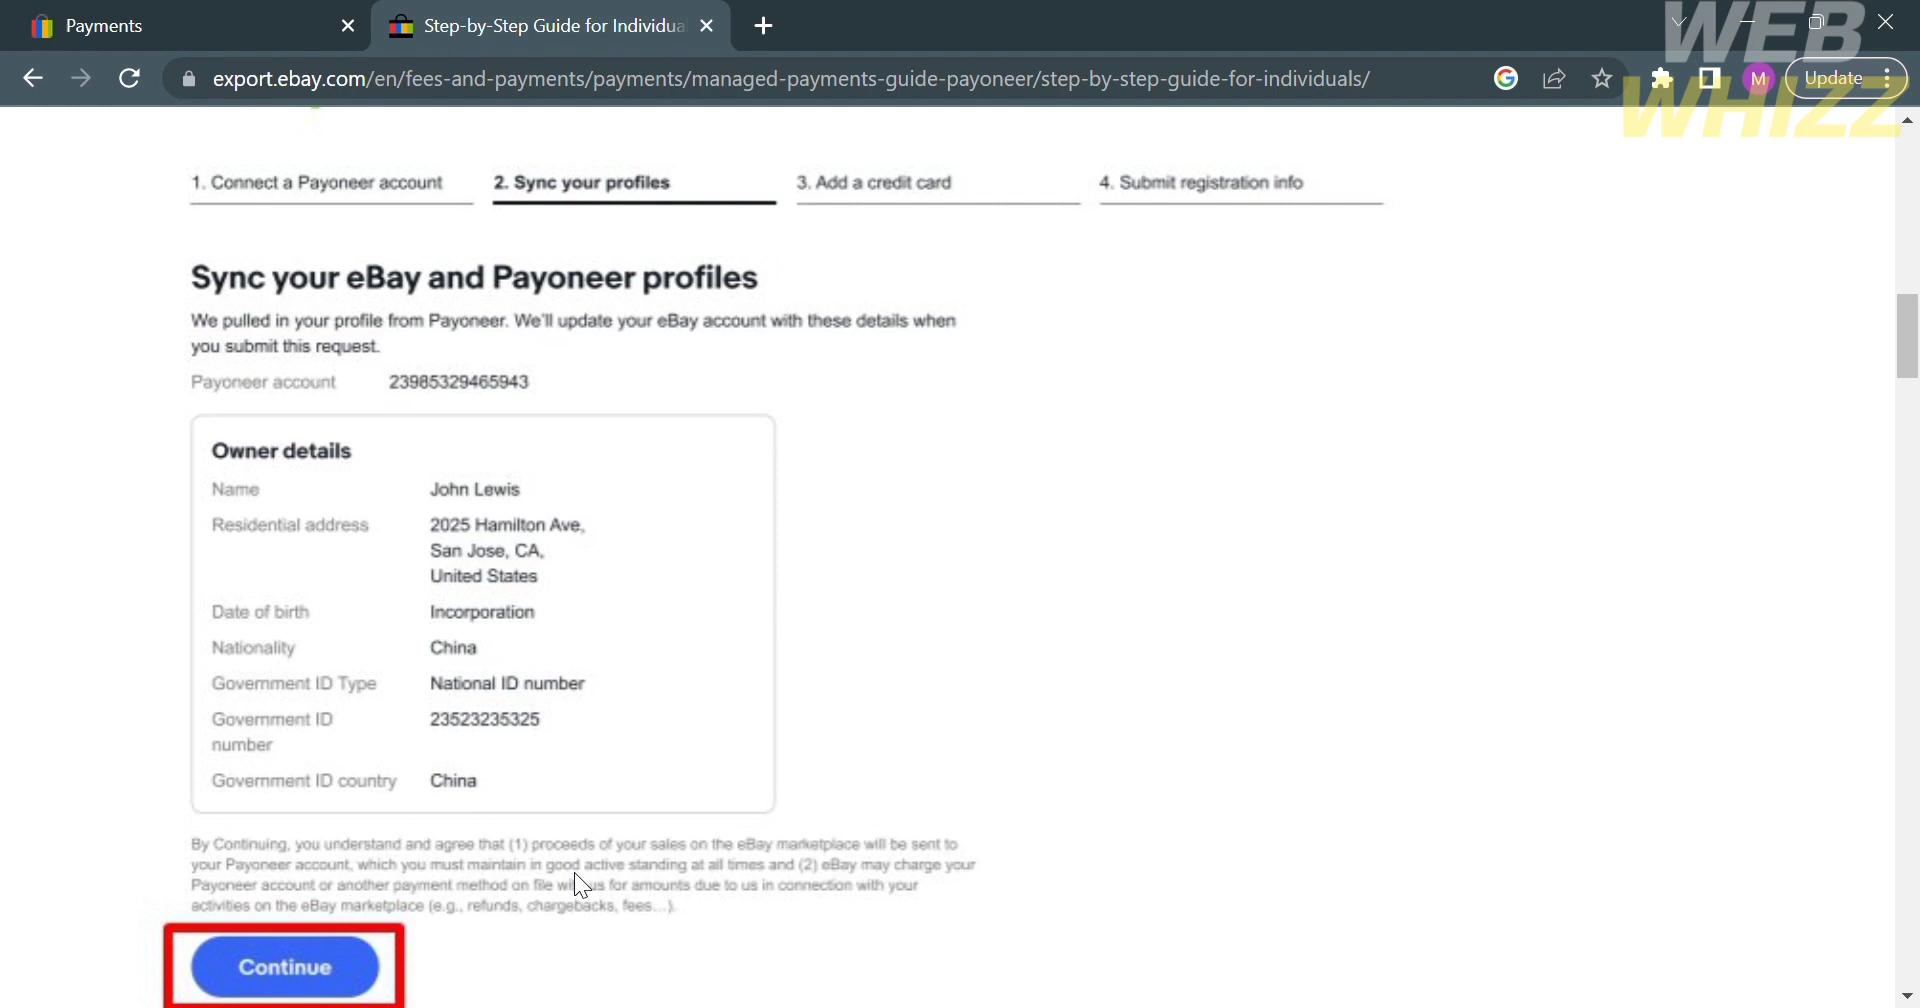 Payments
Step-by-Step Guide for Individua
WEB
WHIZZ
export.ebay.com/en/fees-and-payments/payments/managed-payments-guide-payoneer/step-by-step-guide-for-individuals/
M
Update
1. Connect a Payoneer account
2. Sync your profiles
3. Add a credit card
4. Submit registration info
Sync your eBay and Payoneer profiles
We pulled in your profile from Payoneer. We'll update your eBay account with these details when
you submit this request.
Payoneer account 23985329465943
Owner details
Name John Lewis
Residential address 2025 Hamilton Ave,
San Jose, CA,
United States
Date of birth Incorporation
Nationality China
Government ID Type National ID number
Government ID 23523235325
number
Government ID country China
By Continuing, you understand and agree that (1) proceeds of your sales on the eBay marketplace will be sent to
your Payoneer account, which you must maintain in good active standing at all times and (2) eBay may charge your
Payoneer account or another payment method on file with us for amounts due to us in connection with your
activities on the eBay marketplace (e.g., refunds, chargebacks, fees...).
Continue